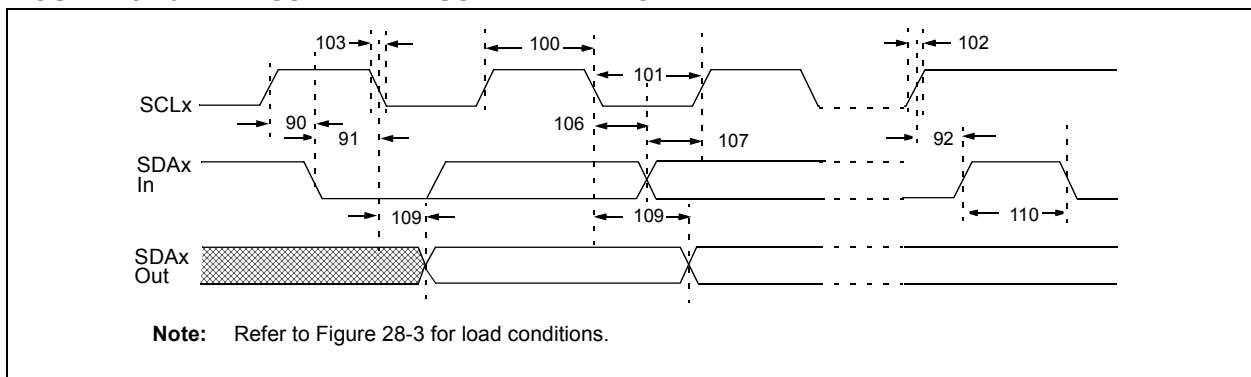 103
100
101
102
SCLx
90
91
106
107
92
SDAx
In
109
109
110
SDAx
Out
Note: Refer to Figure 28-3 for load conditions.